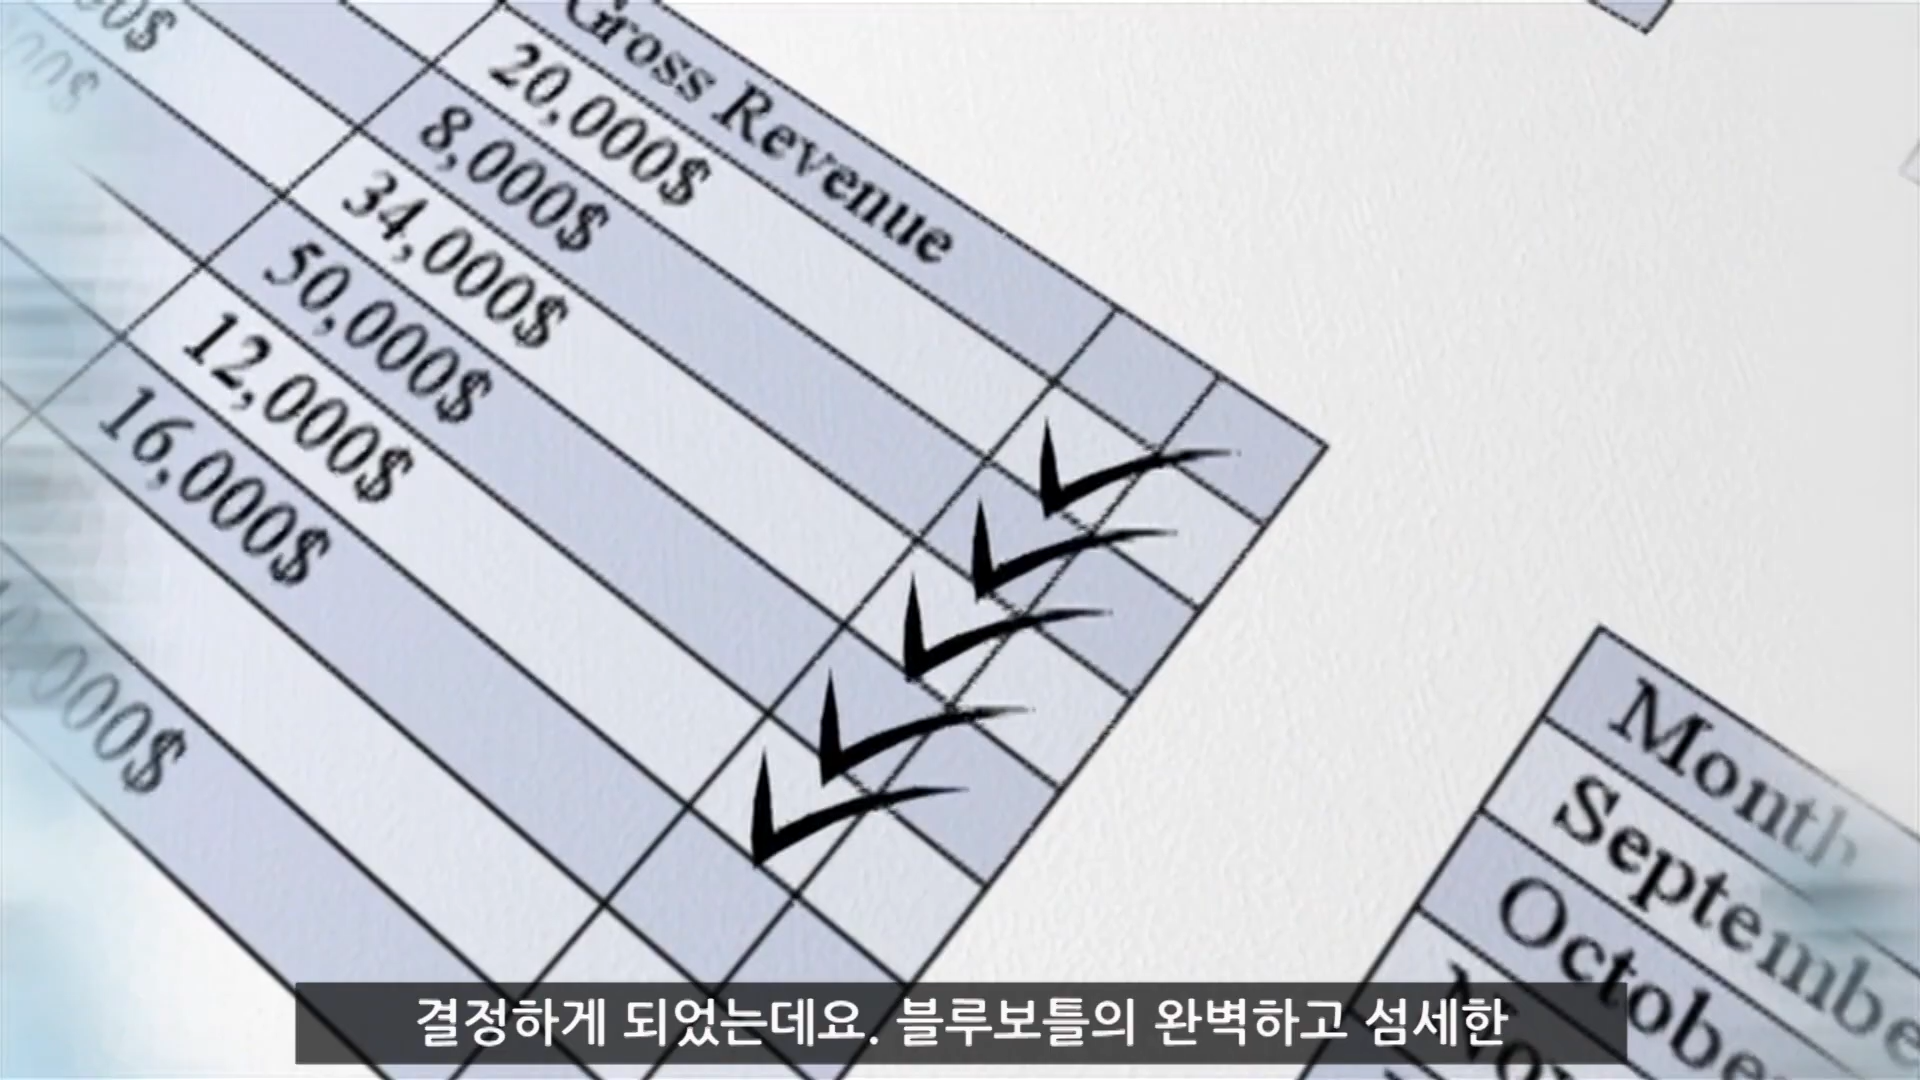 Gross Revenue
20,000$
8,000$
34,000$
50,000$
12,000$
16,000$
Month
September
October
결정하게 되었는데요. 블루보틀의 완벽하고 섬세한